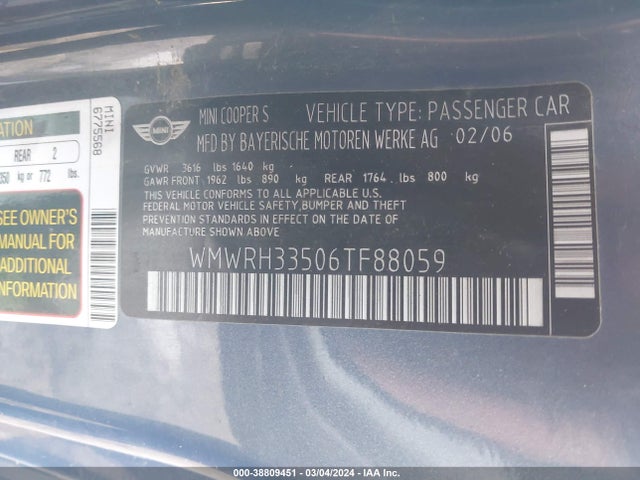 MINI
6775568
ATION
REAR 2
350 kg or 772 lbs.
SEE OWNER'S
MANUAL FOR
ADDITIONAL
INFORMATION
MINI
MINI COOPER S VEHICLE TYPE: PASSENGER CAR
MFD BY BAYERISCHE MOTOREN WERKE AG 02/06
GVWR 3616 lbs 1640 kg
GAWR FRONT 1962 lbs 890 kg REAR 1764 lbs 800 kg
THIS VEHICLE CONFORMS TO ALL APPLICABLE U.S.
FEDERAL MOTOR VEHICLE SAFETY, BUMPER AND THEFT
PREVENTION STANDARDS IN EFFECT ON THE DATE OF
MANUFACTURE SHOWN ABOVE.
WMWRH33506TF88059
000-38809451 - 03/04/2024 - IAA Inc.